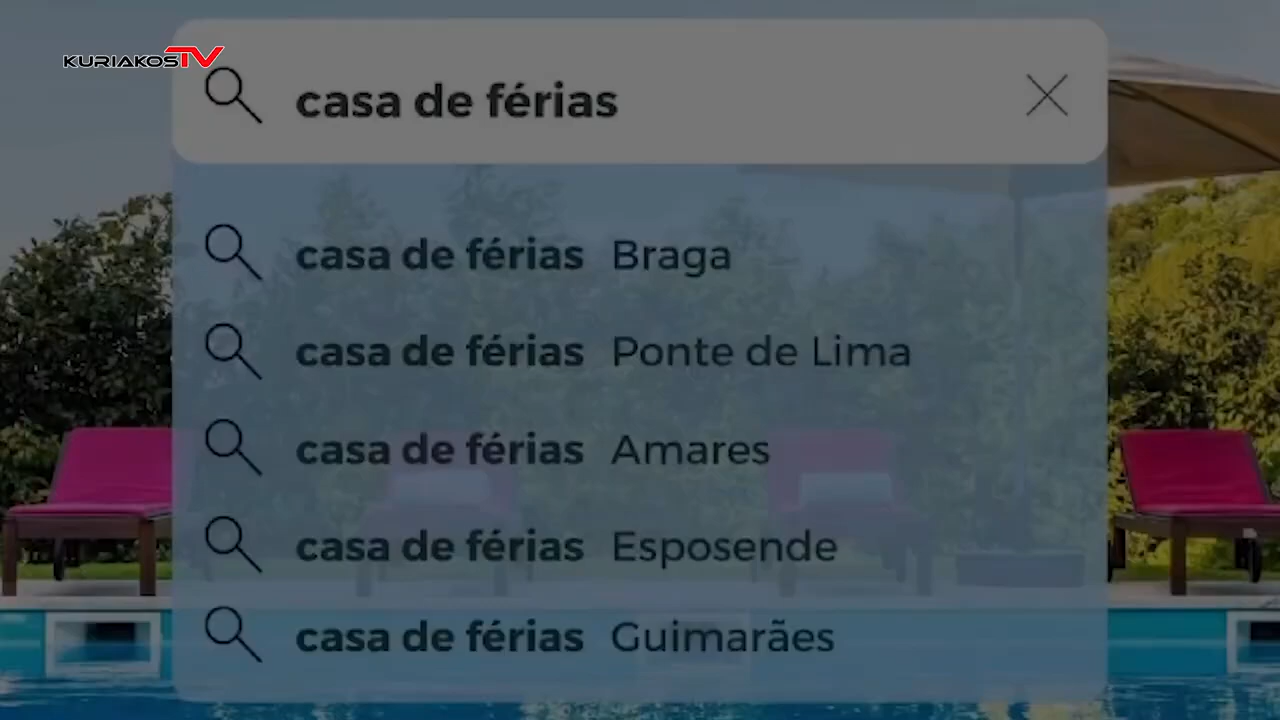 KURIAKOSTV
casa de férias
casa de férias Braga
casa de férias Ponte de Lima
casa de férias Amares
casa de férias Esposende
casa de férias Guimarães